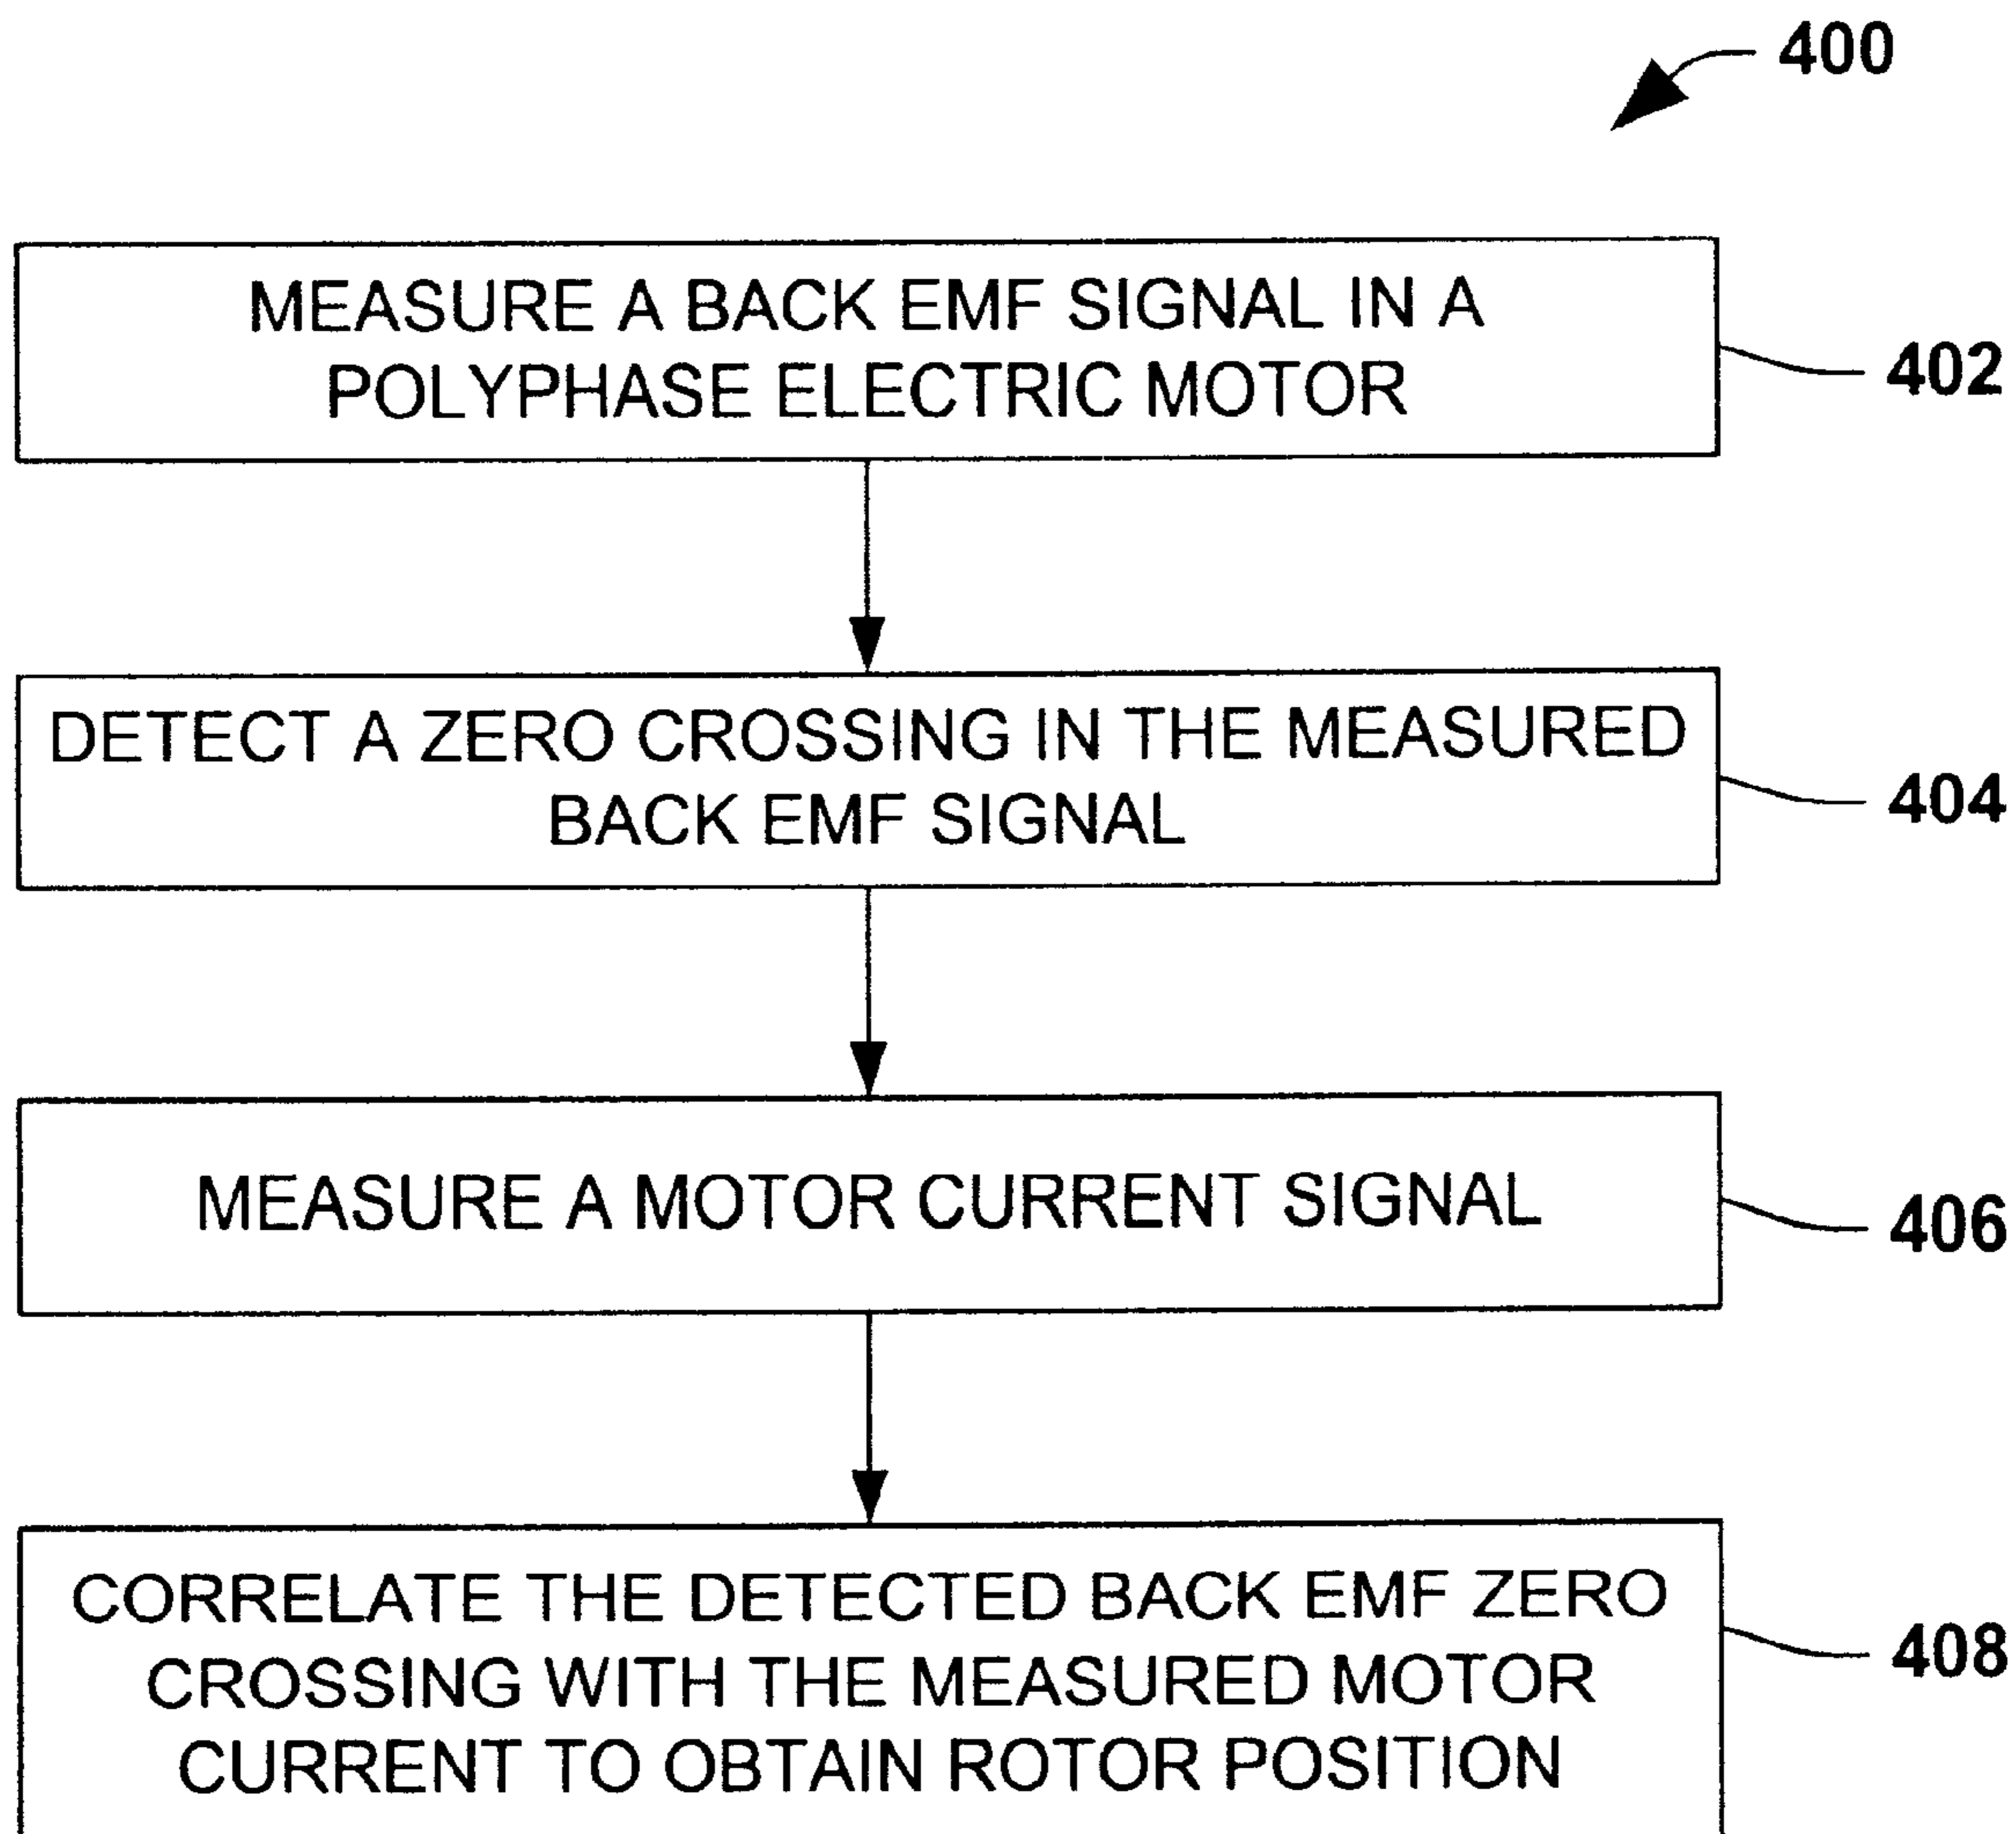 400
MEASURE A BACK EMF SIGNAL IN A
POLYPHASE ELECTRIC MOTOR
402
DETECT A ZERO CROSSING IN THE MEASURED
BACK EMF SIGNAL
404
MEASURE A MOTOR CURRENT SIGNAL
406
CORRELATE THE DETECTED BACK EMF ZERO
CROSSING WITH THE MEASURED MOTOR
CURRENT TO OBTAIN ROTOR POSITION
408